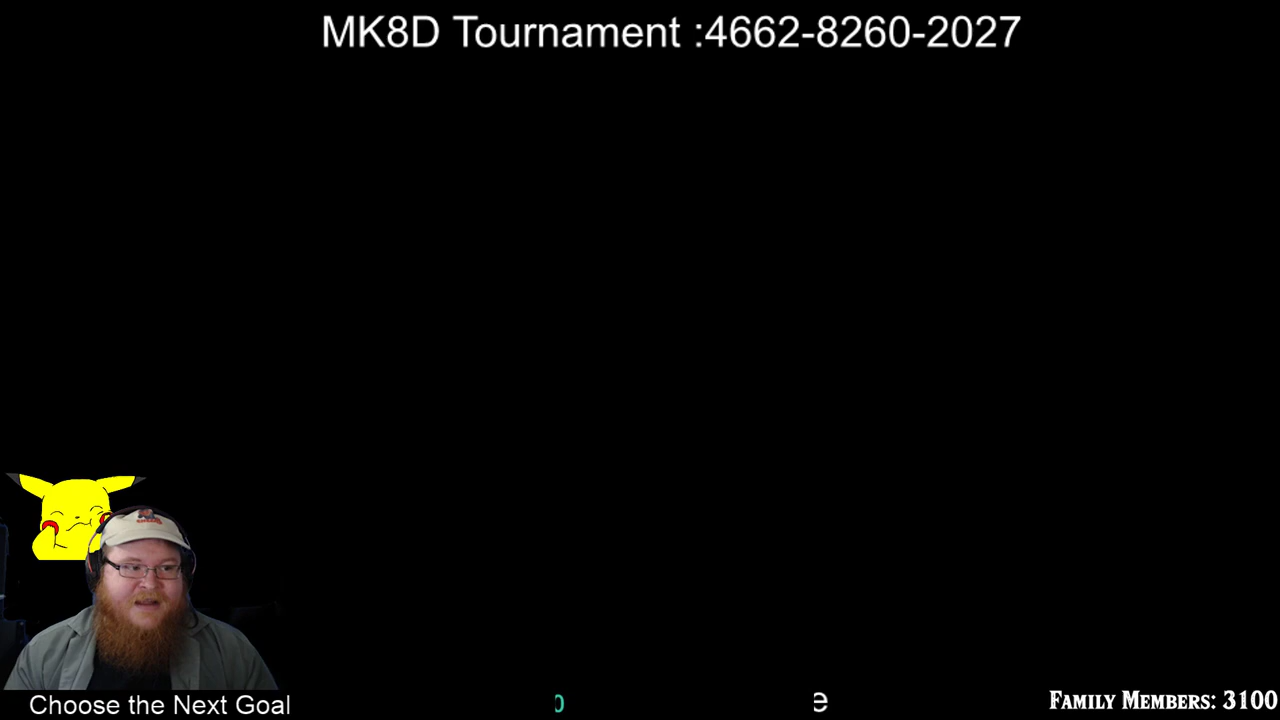 MK8D Tournament :4662-8260-2027
Choose the Next Goal
e
Family Members: 3100